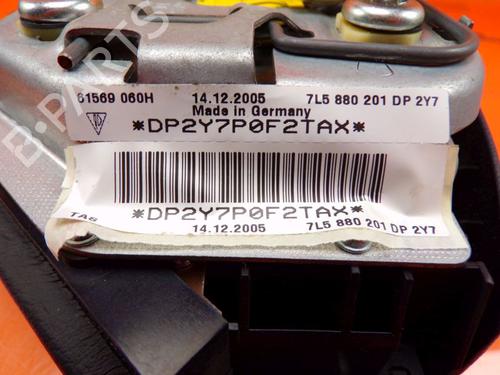 61569 060H 14.12.2005 7L5 880 201 DP 2Y7
Made in Germany
*DP2Y7P0F2TAX*
*DP2Y7P0F2TAX*
TAG 14.12.2005 7L5 880 201 DP 2Y7
B-PARTS